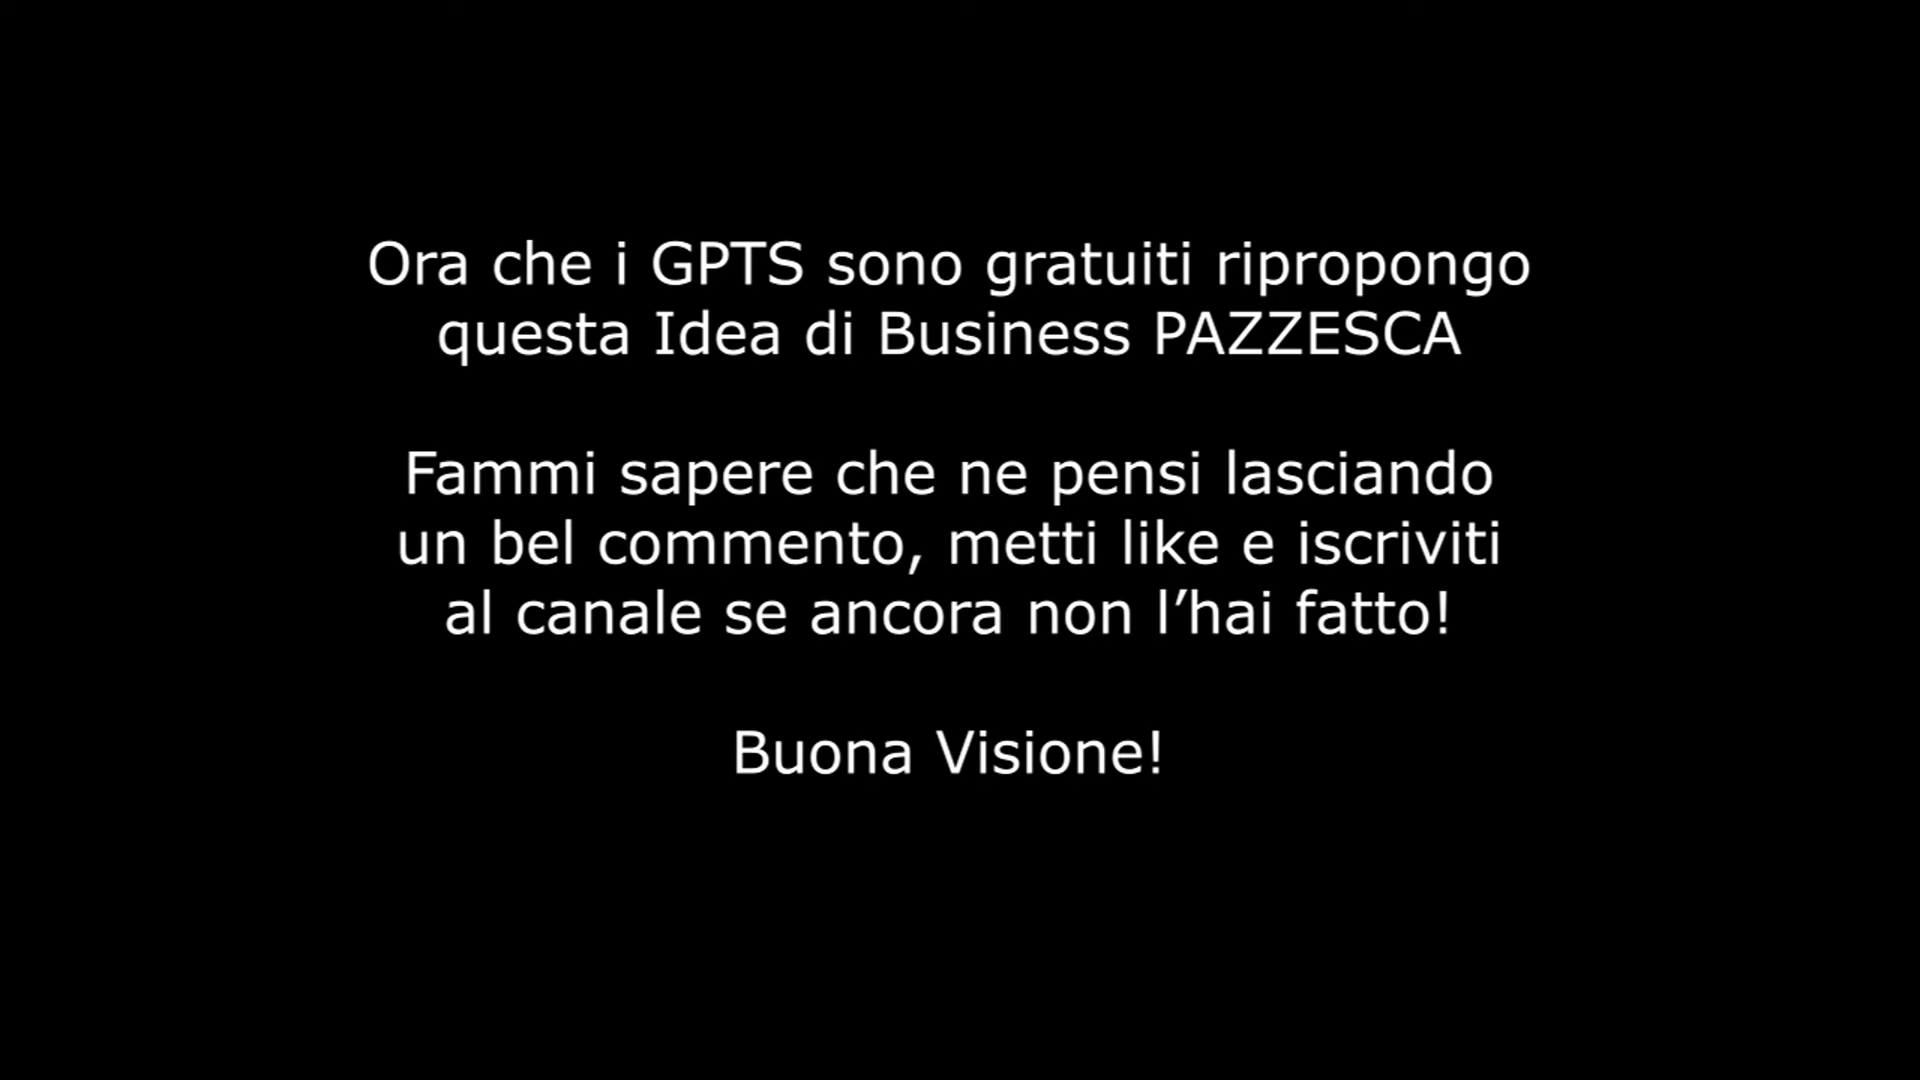 Ora che i GPTS sono gratuiti ripropongo
questa Idea di Business PAZZESCA
Fammi sapere che ne pensi lasciando
un bel commento, metti like e iscriviti
al canale se ancora non l’hai fatto!
Buona Visione!